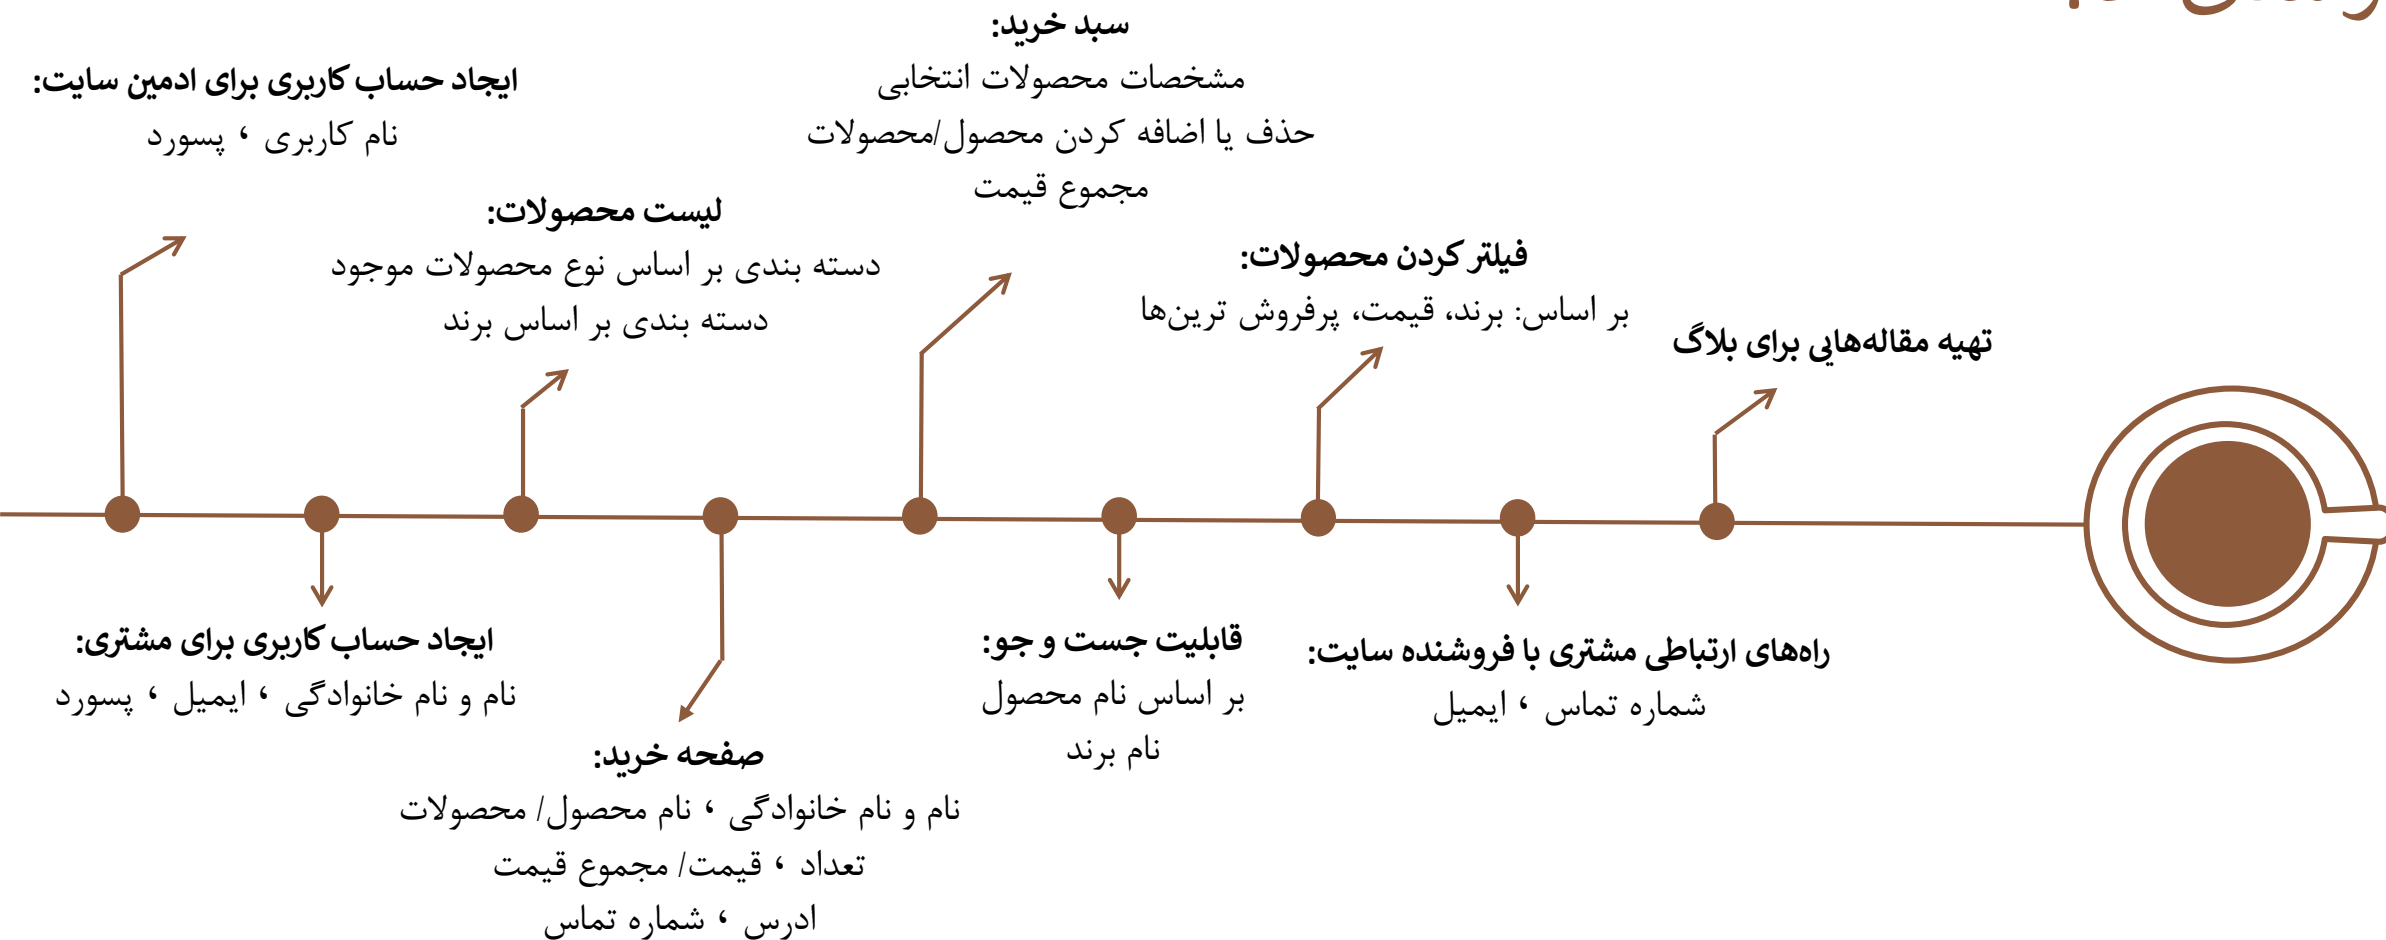 سبد خرید:
مشخصات محصولات انتخابی
حذف یا اضافه کردن محصول/محصولات
مجموع قیمت
ایجاد حساب کاربری برای ادمین سایت:
نام کاربری ، پسورد
لیست محصولات:
دسته بندی بر اساس نوع محصولات موجود
دسته بندی بر اساس برند
فیلتر کردن محصولات:
بر اساس: برند، قیمت، پرفروش ترین‌ها
تهیه مقاله‌هایی برای بلاگ
راه‌های ارتباطی مشتری با فروشنده سایت:
شماره تماس ، ایمیل
قابلیت جست و جو:
بر اساس نام محصول
نام برند
ایجاد حساب کاربری برای مشتری:
نام و نام خانوادگی ، ایمیل ، پسورد
صفحه خرید:
نام و نام خانوادگی ، نام محصول/ محصولات
تعداد ، قیمت/ مجموع قیمت
ادرس ، شماره تماس